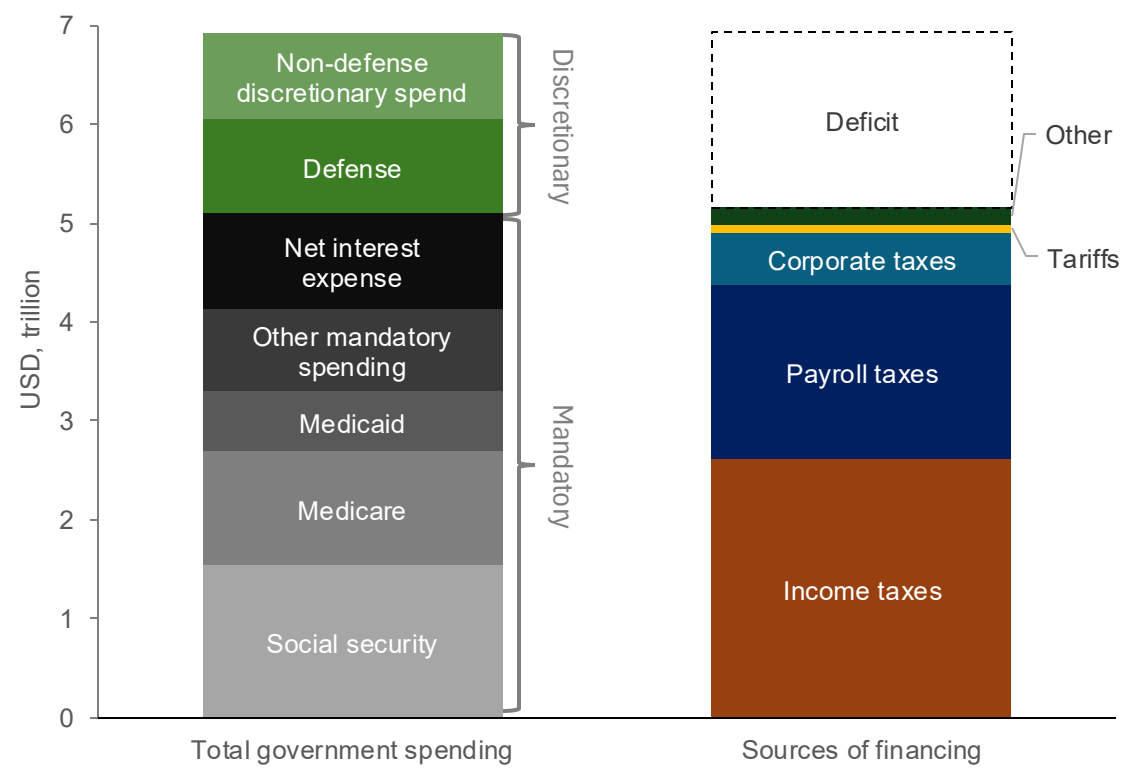 7
6
5
4
3
2
1
0
USD, trillion
Non-defense
discretionary spend
Defense
Net interest
expense
Other mandatory
spending
Medicaid
Medicare
Social security
Discretionary
Mandatory
Deficit
Other
Tariffs
Corporate taxes
Payroll taxes
Income taxes
Total government spending
Sources of financing